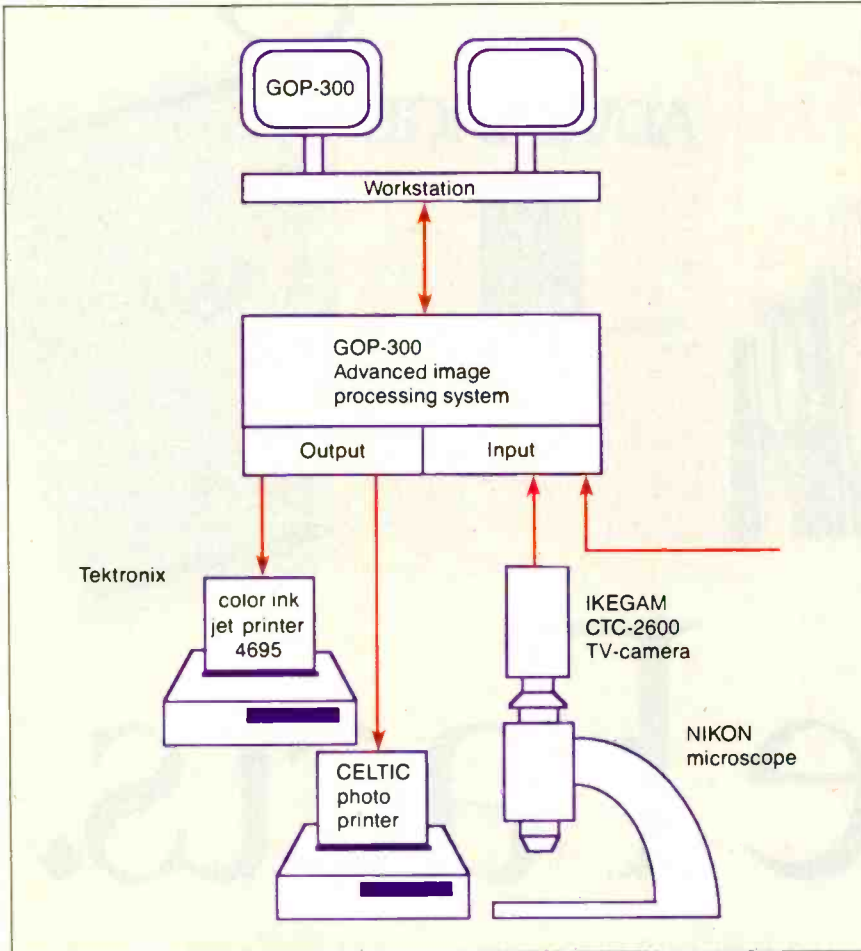 GOP-300
Workstation
GOP-300
Advanced image
processing system
Output
Input
Tektronix
color ink
jet printer
4695
IKEGAM
CTC-2600
TV-camera
CELTIC
photo
printer
NIKON
microscope